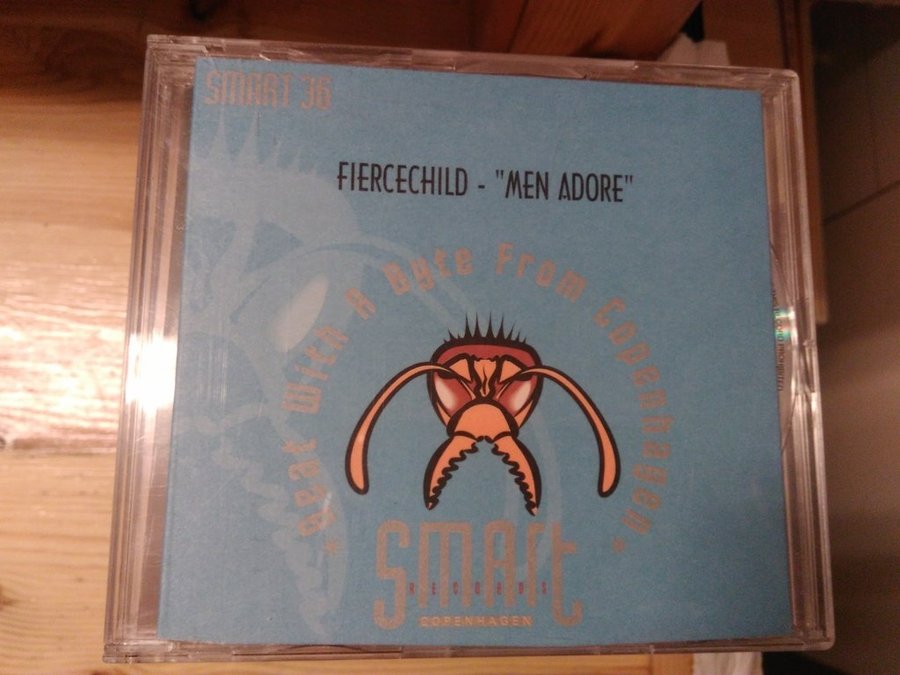 SMART 36
FIERCECHILD - "MEN ADORE"
* Beat With A Byte From Copenhagen *
SMArt
RECORDS
COPENHAGEN